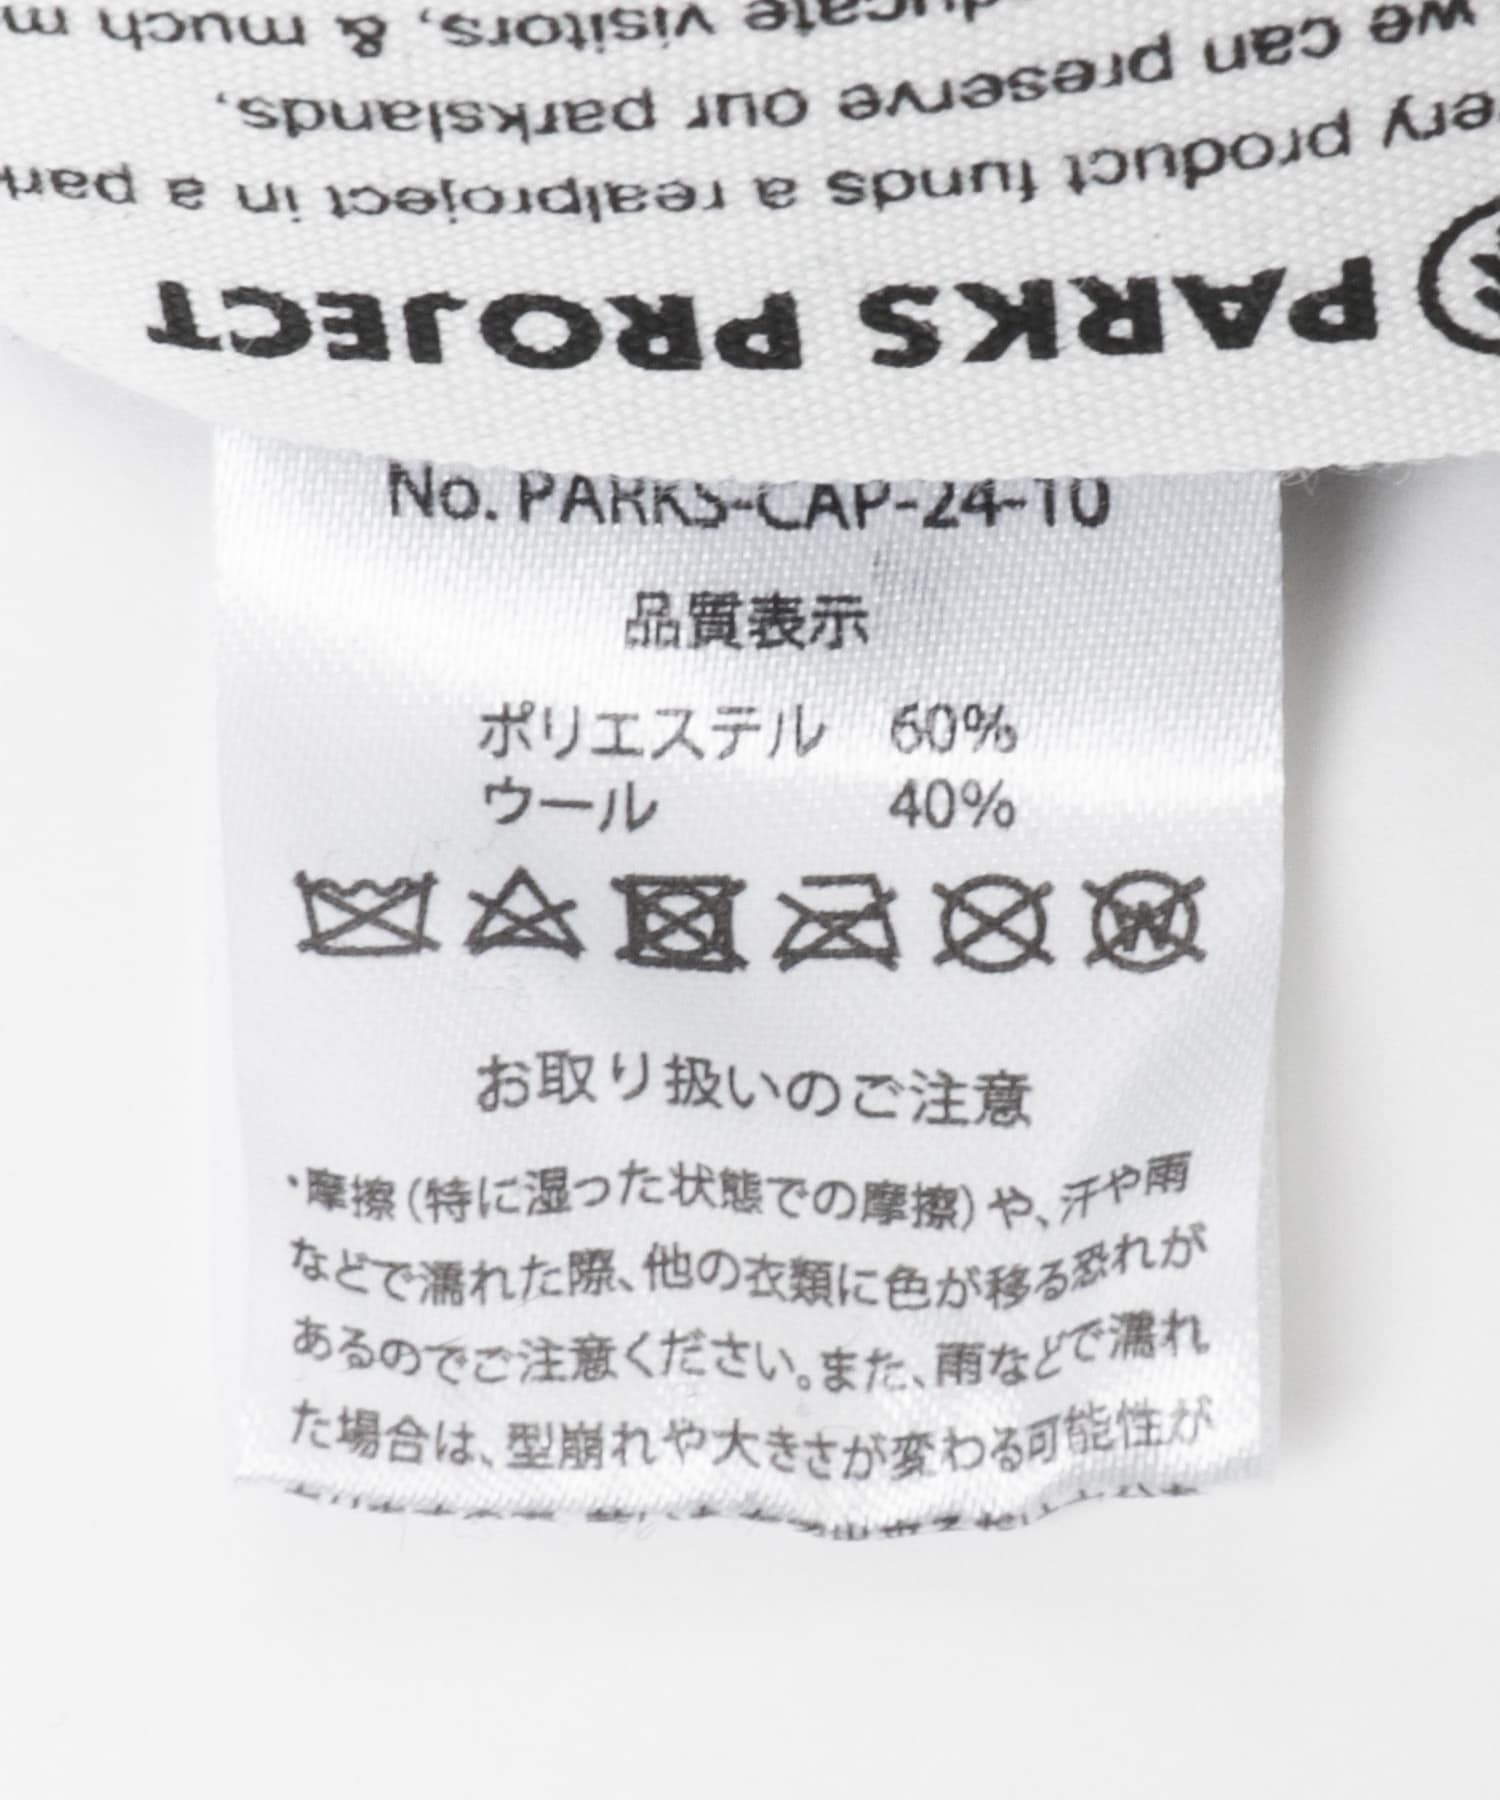 PARKS PROJECT
very product funds a realproject in a park
we can preserve our parkslands,
educate visitors, & much m
No. PARKS-CAP-24-10
品質表示
ポリエステル 60%
ウール 40%
W
お取り扱いのご注意
・摩擦(特に湿った状態での摩擦)や、汗や雨
などで濡れた際、他の衣類に色が移る恐れが
あるのでご注意ください。また、雨などで濡れ
た場合は、型崩れや大きさが変わる可能性が